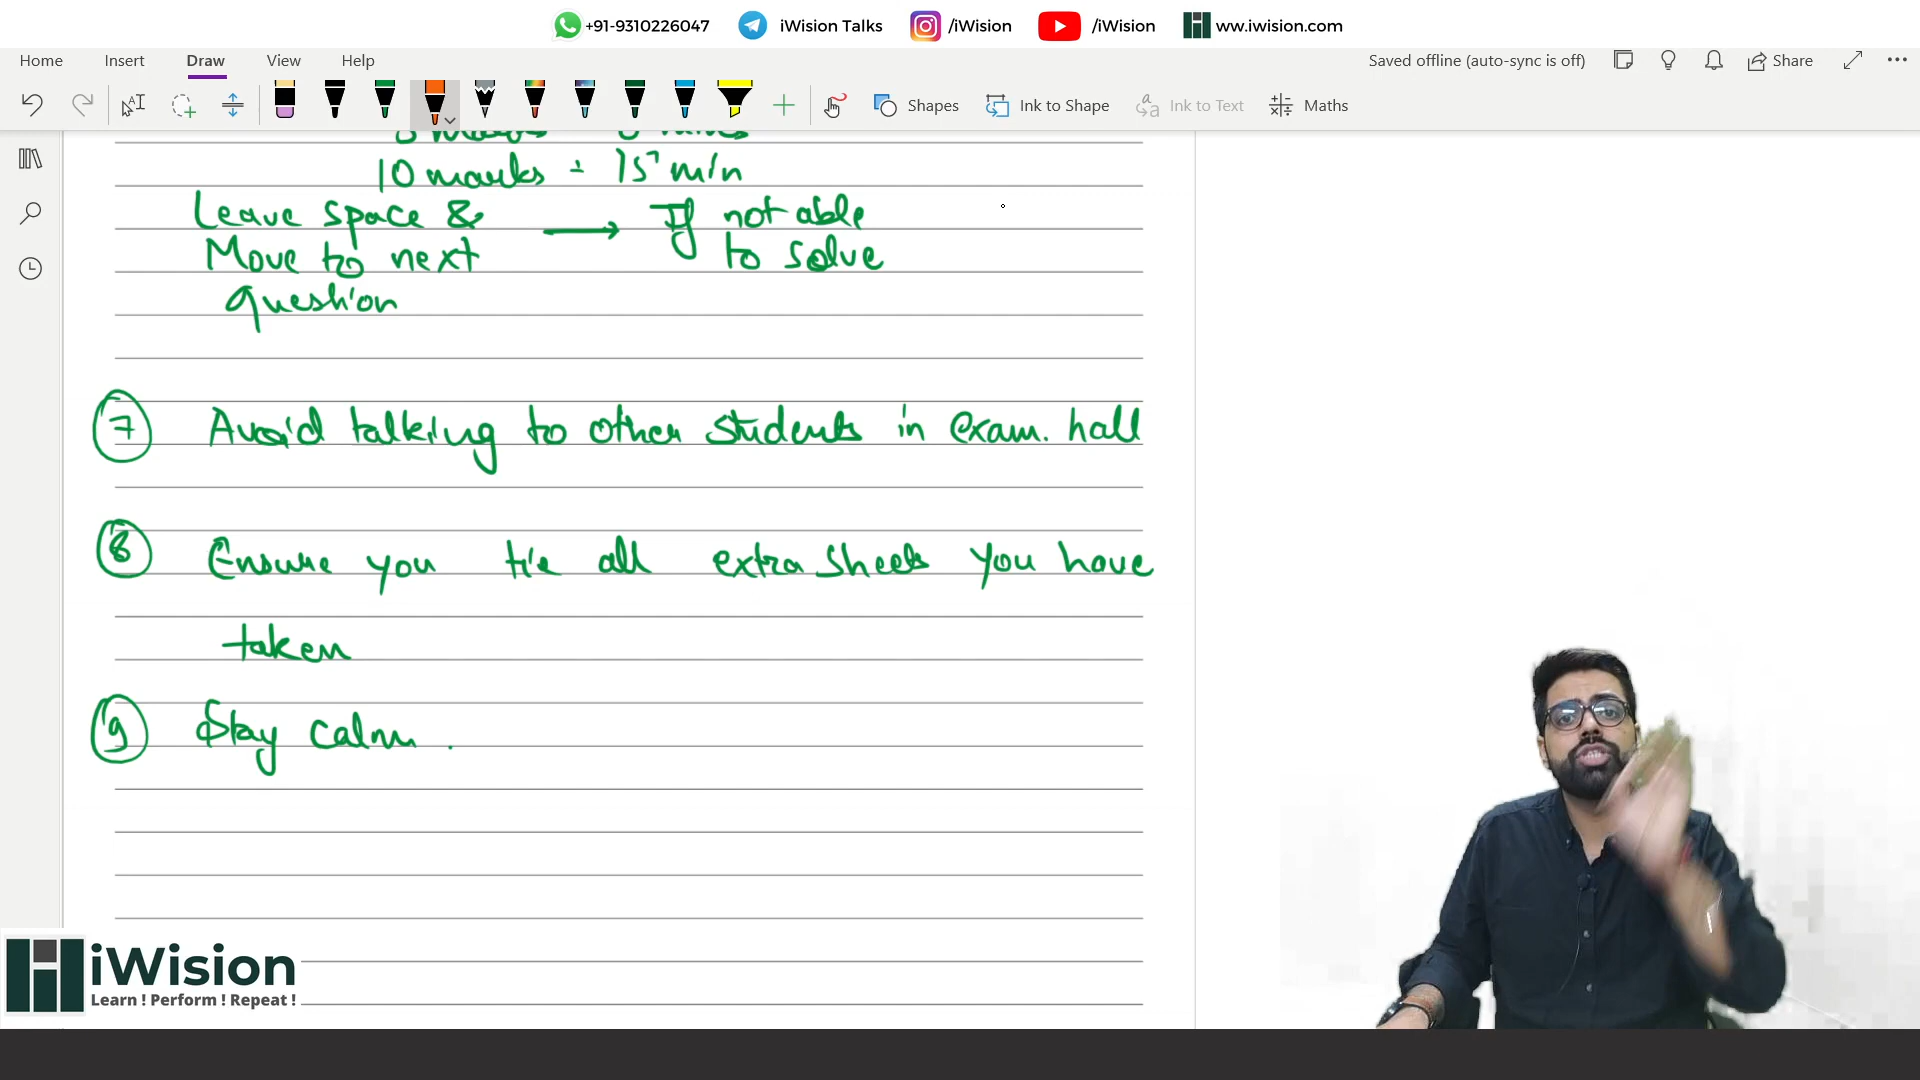 +91-9310226047 iWision Talks /iWision /iWision ww.iwision.com
Home Insert Draw View Help Saved offline (auto-sync is off) Share
Shapes Ink to Shape Ink to Text Maths
10 marks = 15 min
Leave space & → If not able
Move to next to solve
question
7 Avoid talking to other students in exam. hall
8 Ensure you tie all extra sheets you have
taken
9 Stay calm.
iWision
Learn ! Perform ! Repeat !